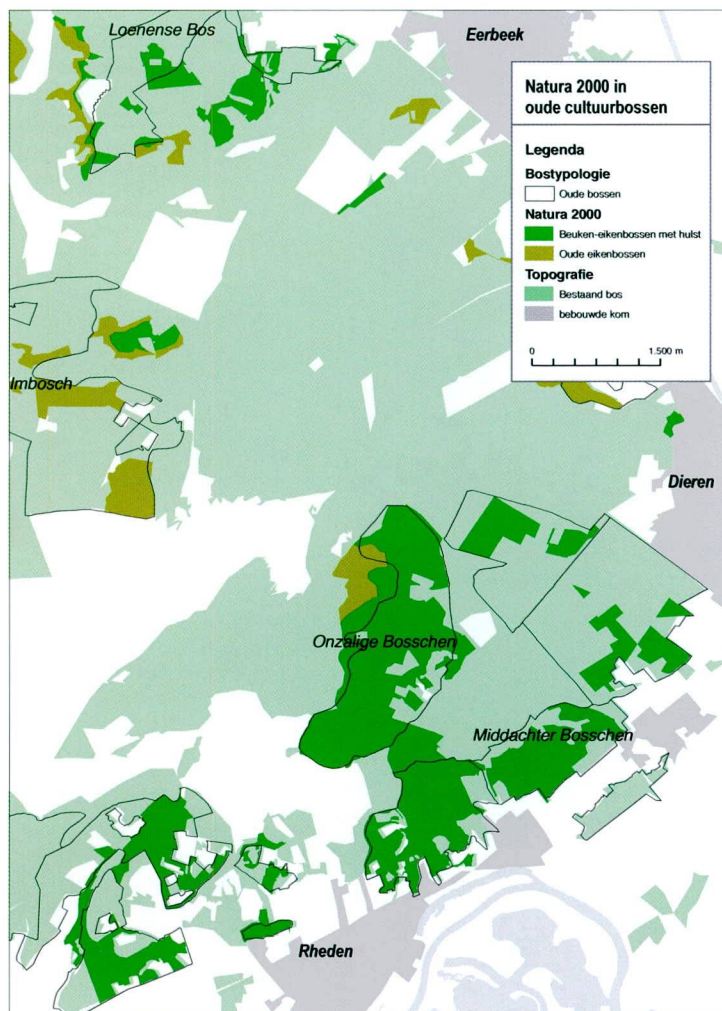 Loenense Bos
Eerbeek
Natura 2000 in
oude cultuurbossen
Legenda
Bostypologie
Oude bossen
Natura 2000
Beuken-eikenbossen met hulst
Oude eikenbossen
Topografie
Bestaand bos
bebouwde kom
0 1.500 m
Imbosch
Dieren
Onzalige Bosschen
Middachter Bosschen
Rheden